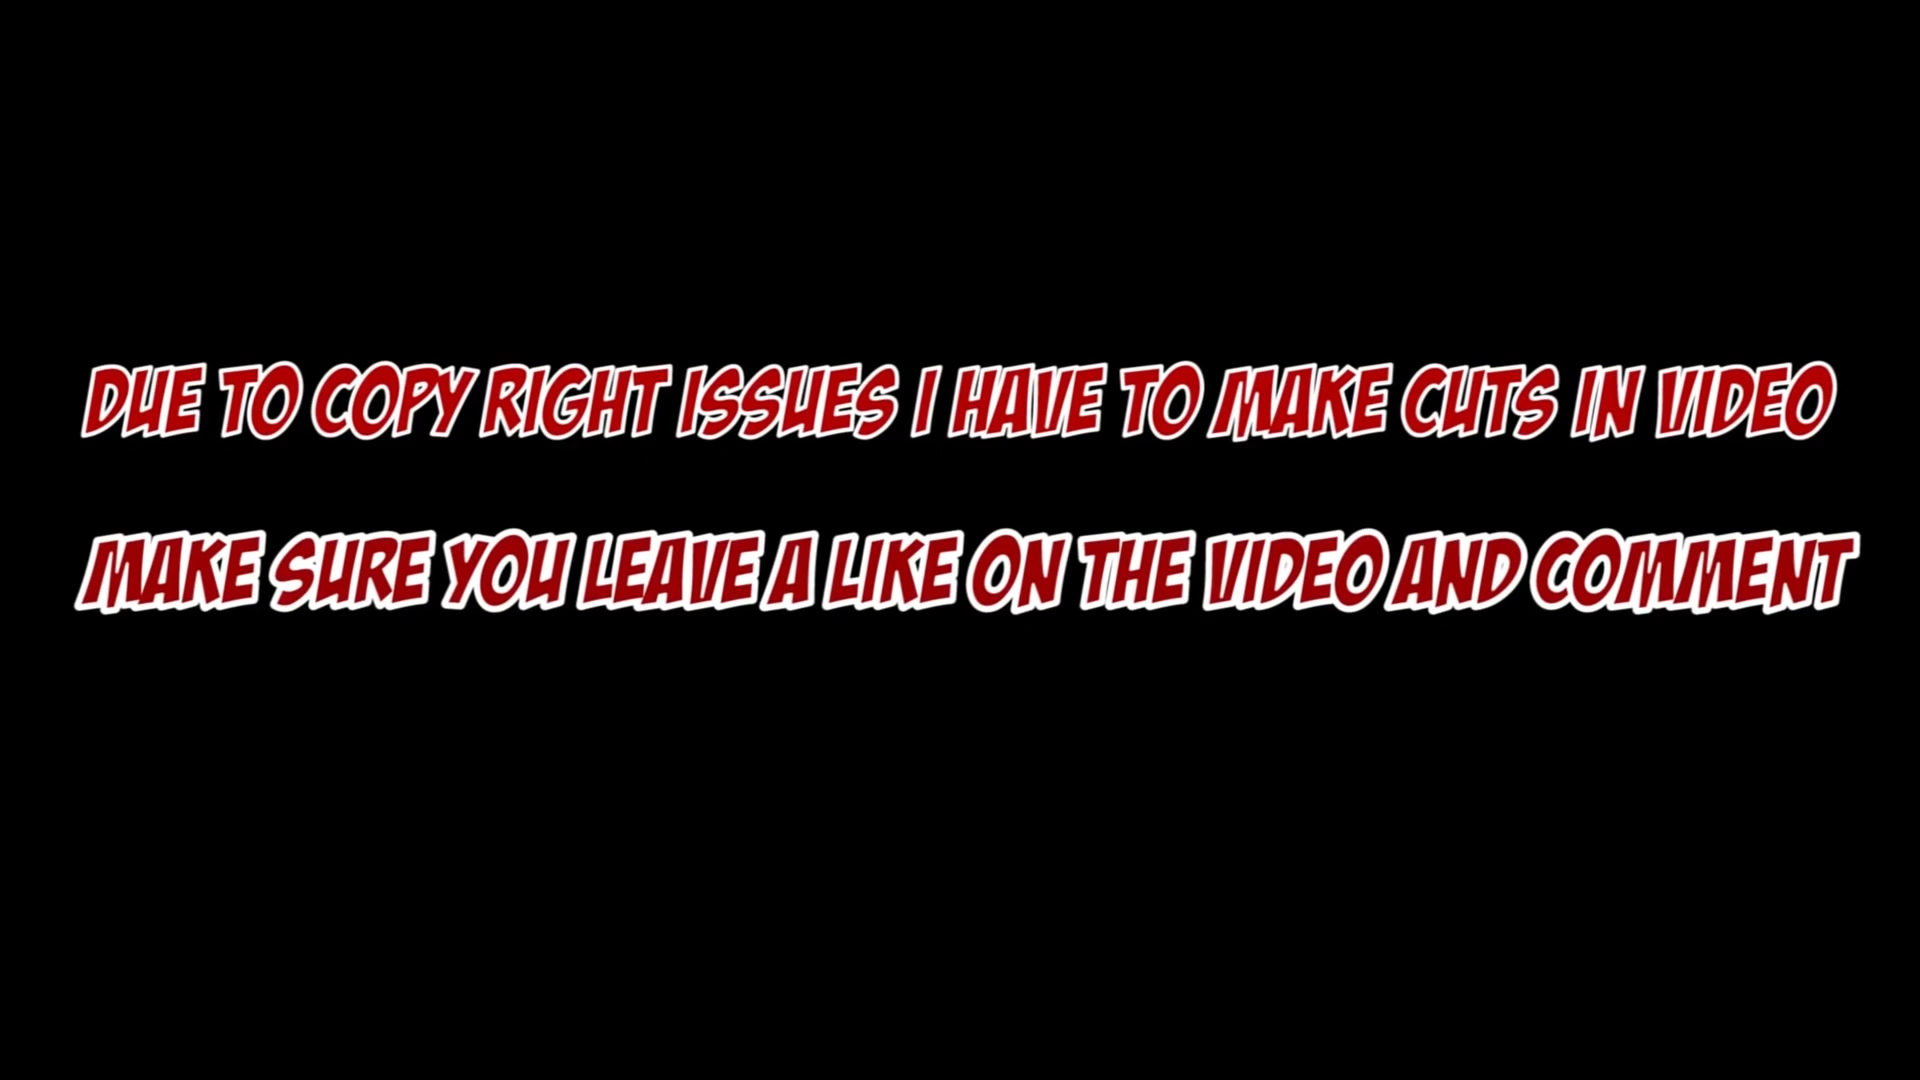 DUE TO COPY RIGHT ISSUES I HAVE TO MAKE CUTS IN VIDEO
MAKE SURE YOU LEAVE A LIKE ON THE VIDEO AND COMMENT